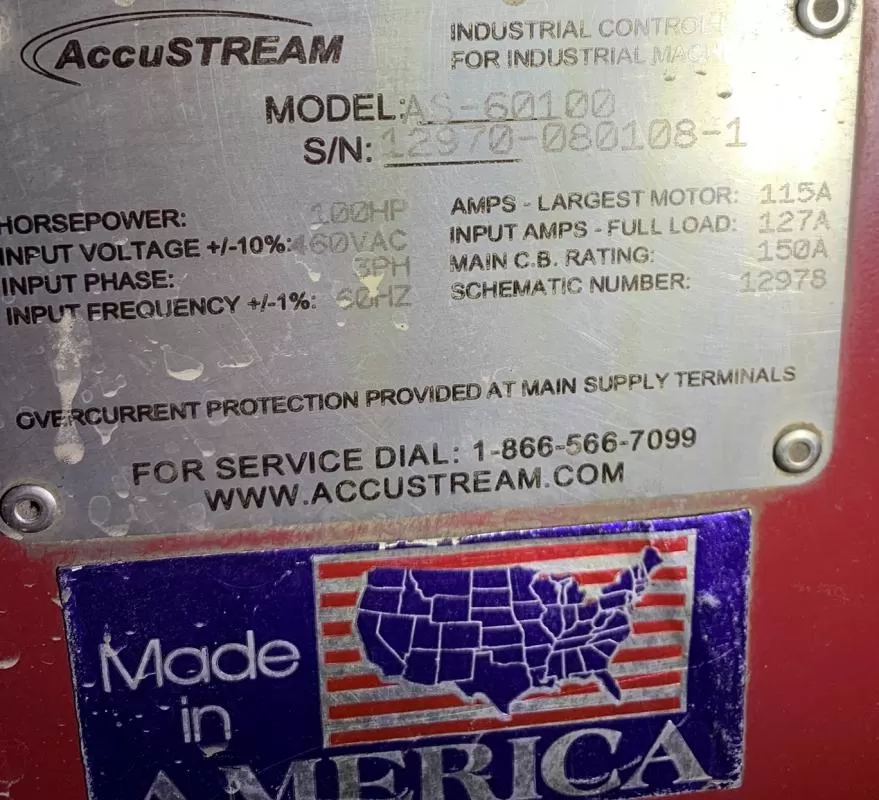 AccuSTREAM
INDUSTRIAL CONTROL
FOR INDUSTRIAL
MODEL: AS-60100
S/N: 12970-080108-1
HORSEPOWER: 100HP
INPUT VOLTAGE +/-10%: 460VAC
INPUT PHASE: 3PH
INPUT FREQUENCY +/-1%: 60HZ
AMPS - LARGEST MOTOR: 115A
INPUT AMPS - FULL LOAD: 127A
MAIN C.B. RATING: 150A
SCHEMATIC NUMBER: 12978
OVERCURRENT PROTECTION PROVIDED AT MAIN SUPPLY TERMINALS
FOR SERVICE DIAL: 1-866-566-7099
WWW.ACCUSTREAM.COM
Made
in
AMERICA